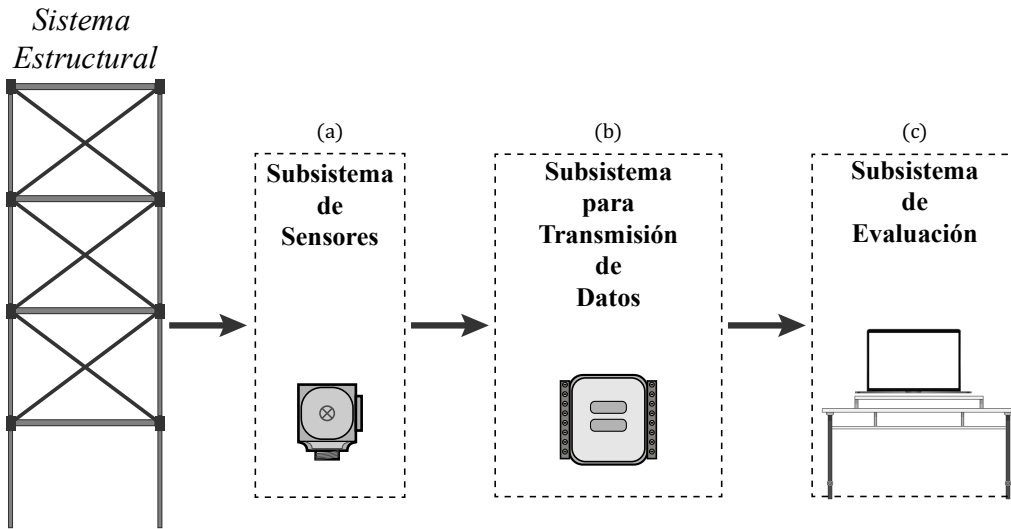 Sistema
Estructural
(a)
Subsistema
de
Sensores
(b)
Subsistema
para
Transmisión
de
Datos
(c)
Subsistema
de
Evaluación